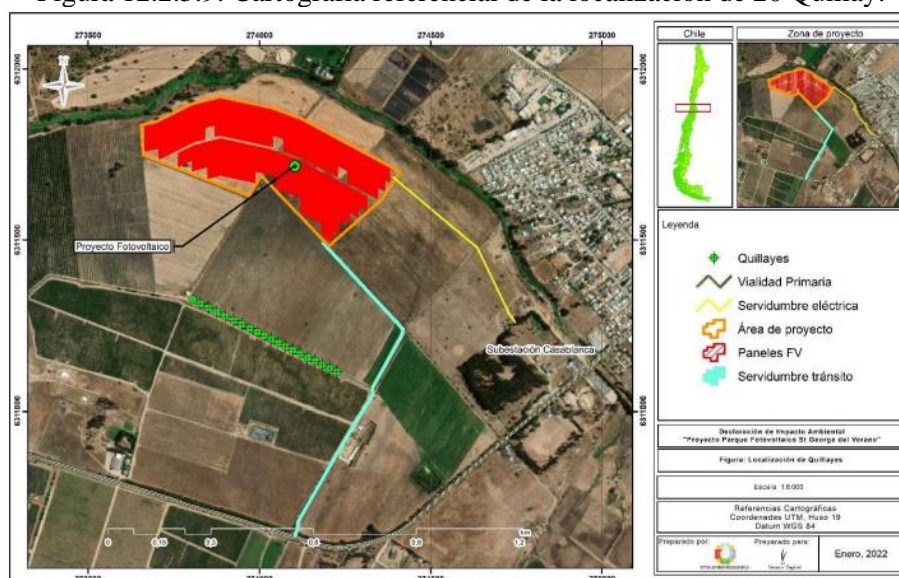 Figura 12.2.3.9. Cartografía referencial de la localización de 20 Quillay.
273500
274000
274500
275000
6312000
6311500
6311000
Proyecto Fotovoltaico
Subestación Casablanca
0
0,15
0,3
0,6
0,9
1,2
km
273500
274000
274500
275000
Chile
Zona de proyecto
Leyenda
Quillayes
Vialidad Primaria
Servidumbre eléctrica
Área de proyecto
Paneles FV
Servidumbre tránsito
Declaración de Impacto Ambiental
"Proyecto Parque Fotovoltaico St George del Verano"
Figura: Localización de Quillayes
Escala 1:8.000
Referencias Cartográficas
Coordenadas UTM, Huso 19
Datum WGS 84
Preparado por:
Preparado para:
Enero, 2022